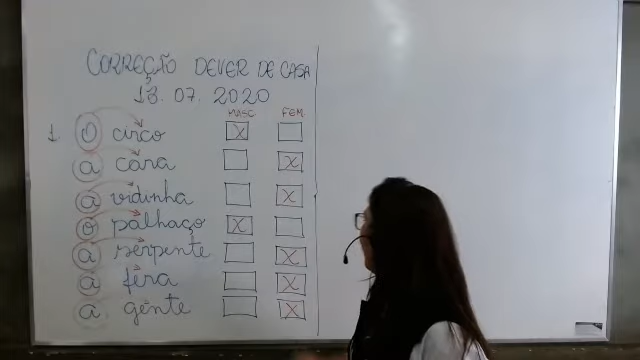 CORREÇÃO DEVER DE CASA
13.07.2020
MASC FEM
1. O circo X
a cara X
a vidinha X
o palhaço X
a serpente X
a fera X
a gente X